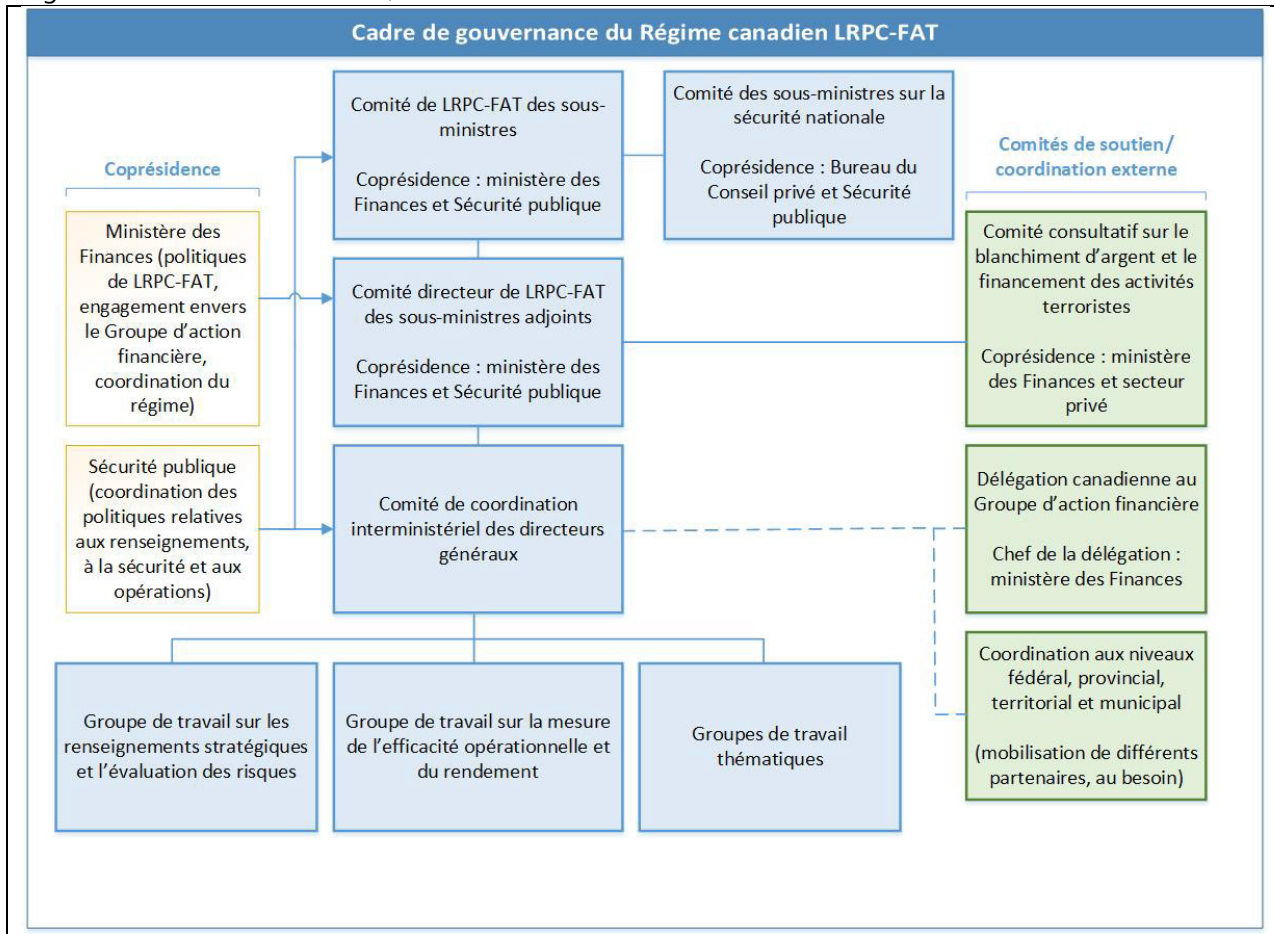 Cadre de gouvernance du Régime canadien LRPC-FAT
Coprésidence
Ministère des
Finances (politiques
de LRPC-FAT,
engagement envers
le Groupe d'action
financière,
coordination du
régime)
Sécurité publique
(coordination des
politiques relatives
aux renseignements,
à la sécurité et aux
opérations)
Comité de LRPC-FAT des sous-
ministres
Coprésidence : ministère des
Finances et Sécurité publique
Comité des sous-ministres sur la
sécurité nationale
Coprésidence : Bureau du
Conseil privé et Sécurité
publique
Comité directeur de LRPC-FAT
des sous-ministres adjoints
Coprésidence : ministère des
Finances et Sécurité publique
Comité de coordination
interministériel des directeurs
généraux
Groupe de travail sur les
renseignements stratégiques
et l'évaluation des risques
Groupe de travail sur la mesure
de l'efficacité opérationnelle et
du rendement
Groupes de travail
thématiques
Comités de soutien/
coordination externe
Comité consultatif sur le
blanchiment d'argent et le
financement des activités
terroristes
Coprésidence : ministère
des Finances et secteur
privé
Délégation canadienne au
Groupe d'action financière
Chef de la délégation :
ministère des Finances
Coordination aux niveaux
fédéral, provincial,
territorial et municipal
(mobilisation de différents
partenaires, au besoin)